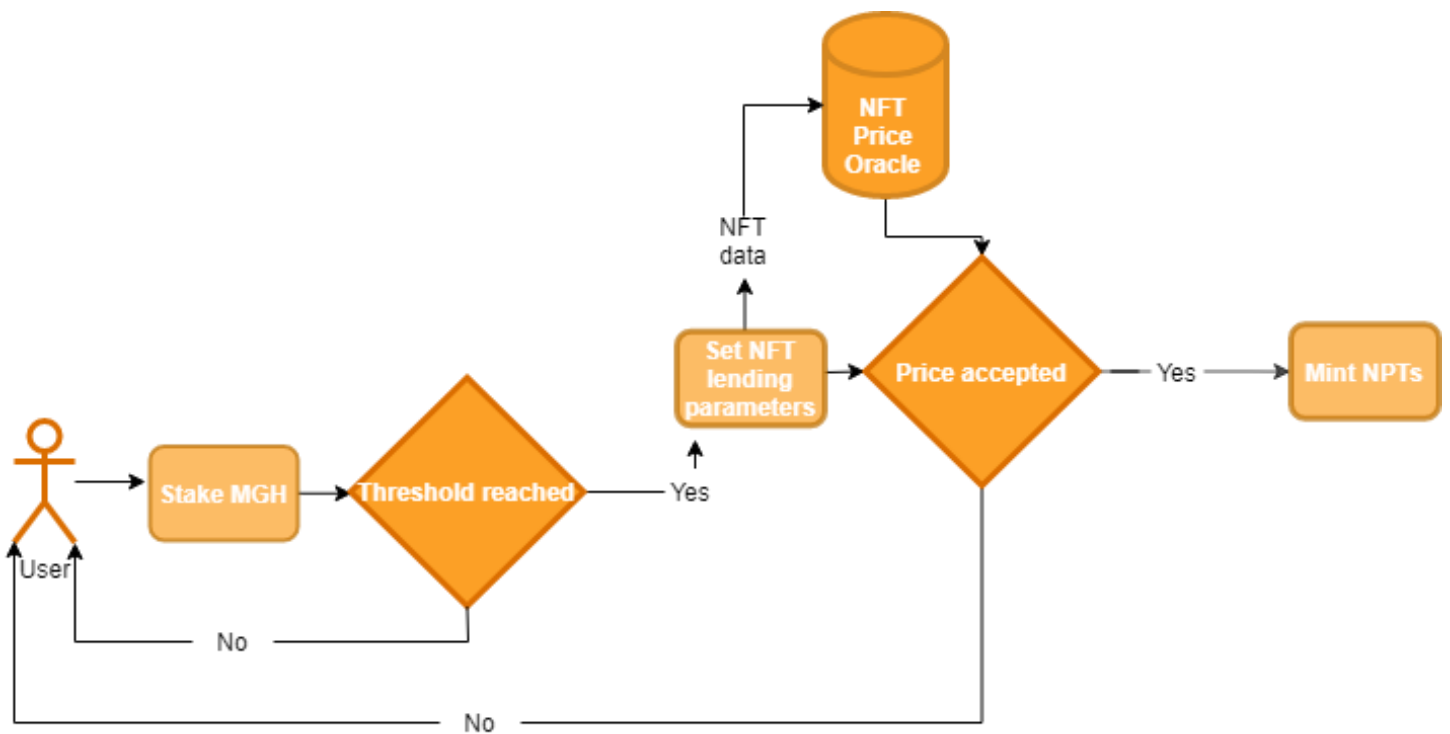 NFT
Price
Oracle
NFT
data
Set NFT
lending
parameters
Price accepted
Yes
Mint NPTs
Stake MGH
Threshold reached
Yes
User
No
No